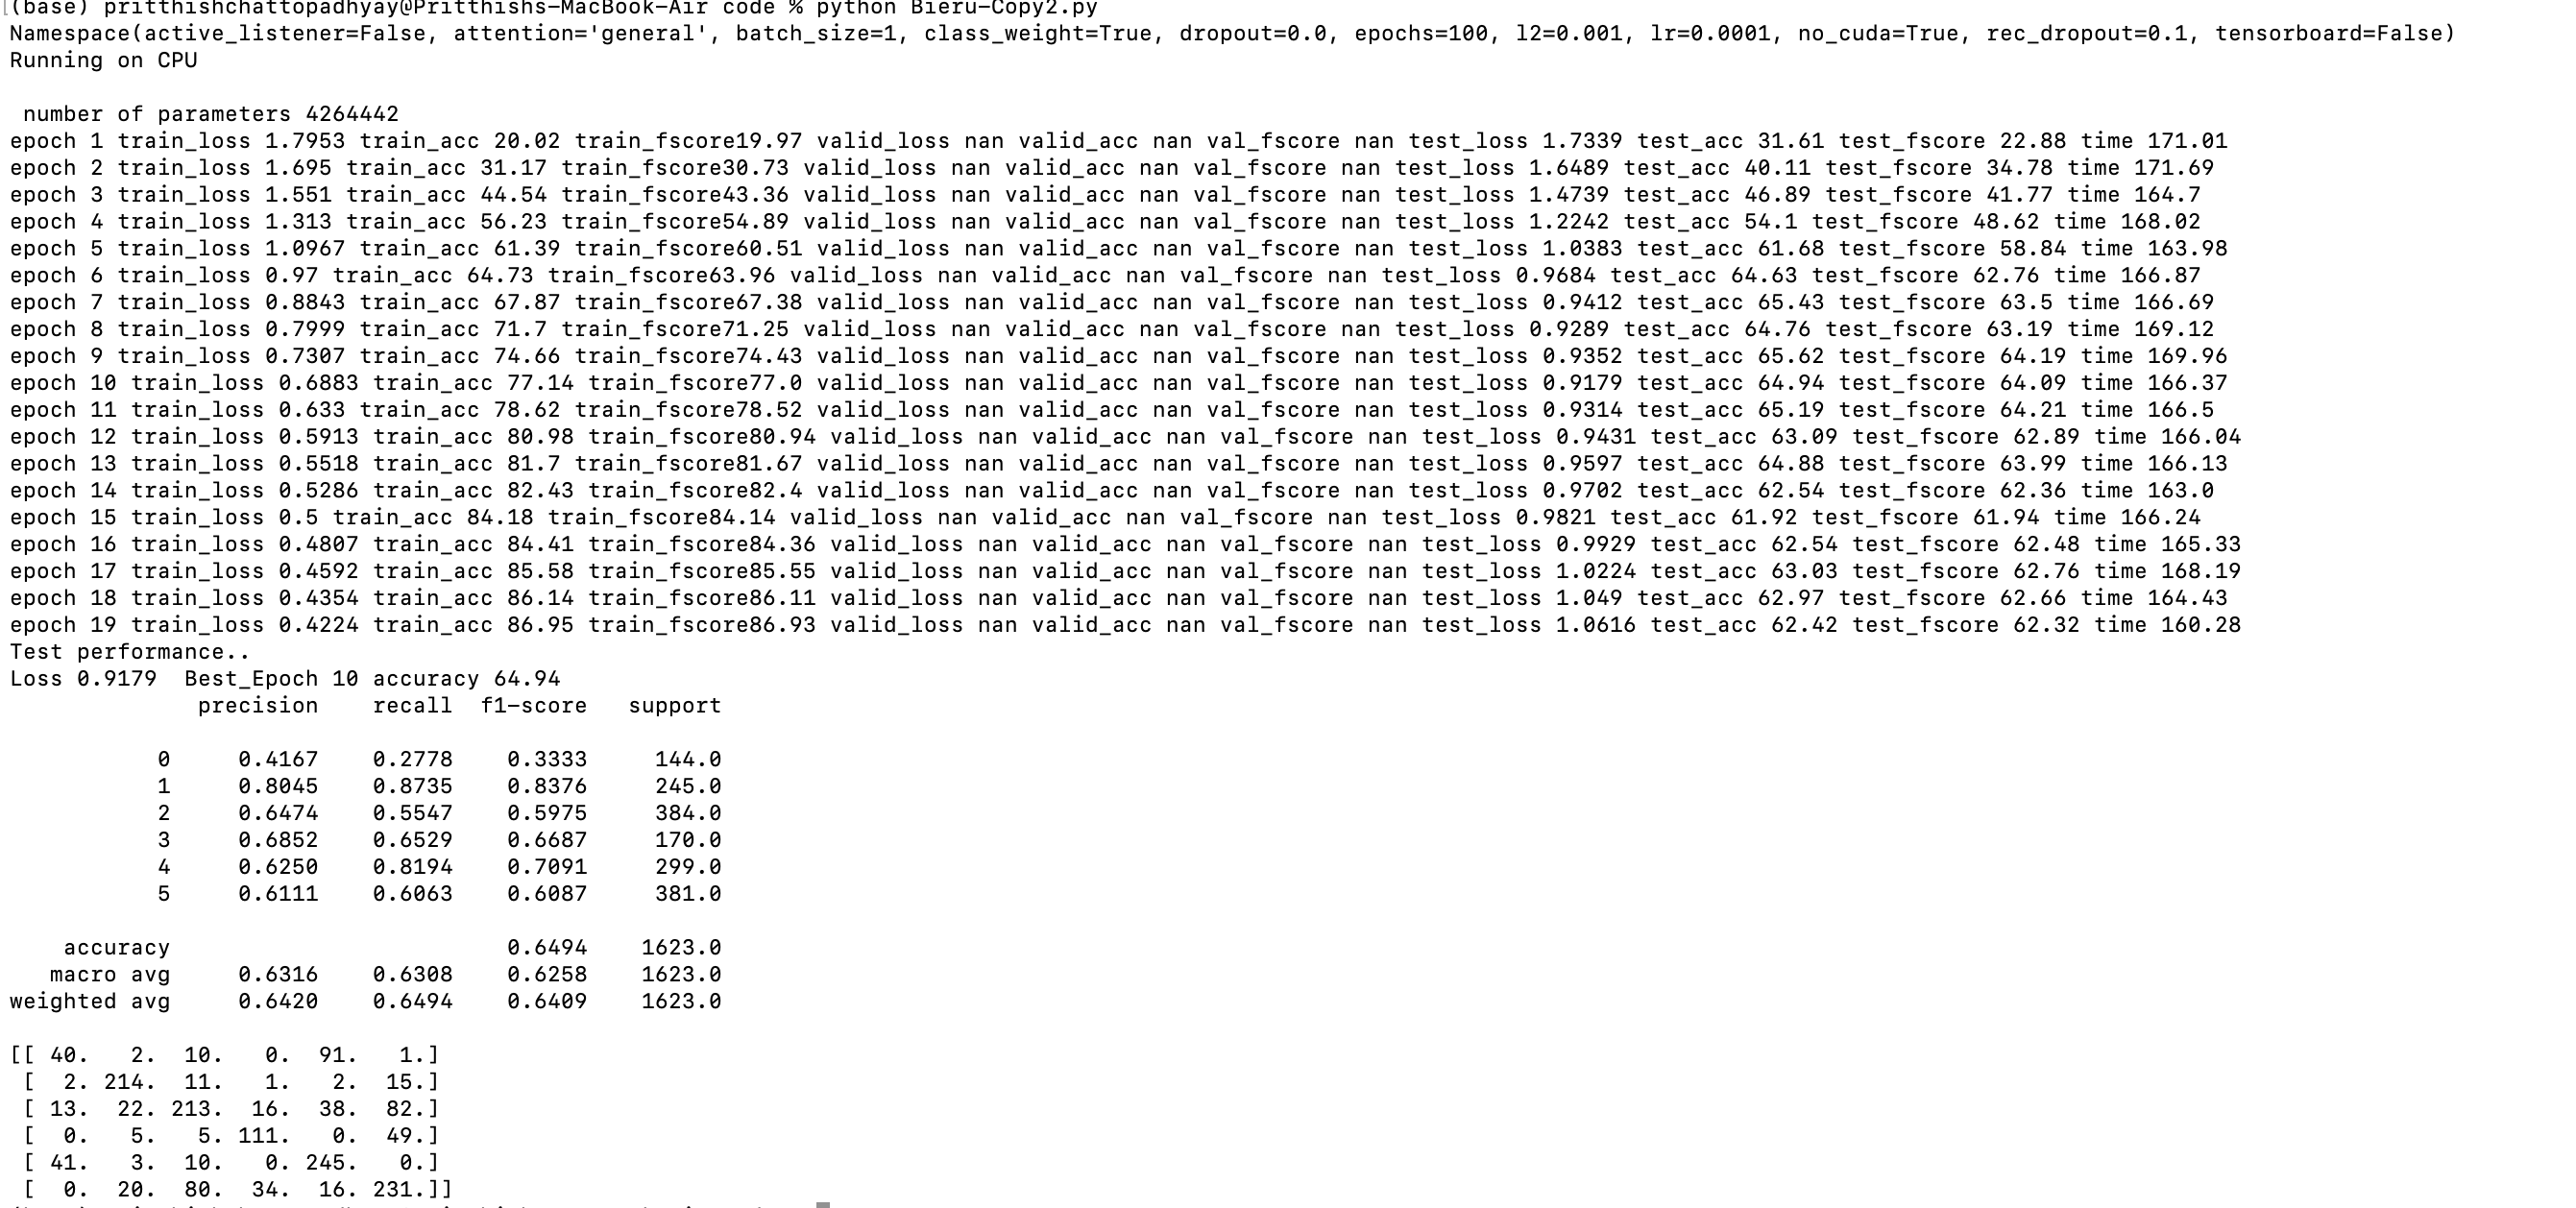 (base) pritthishchattopadhyay@Pritthishs-MacBook-Air code % python Bieru-Copy2.py
Namespace(active_listener=False, attention='general', batch_size=1, class_weight=True, dropout=0.0, epochs=100, l2=0.001, lr=0.0001, no_cuda=True, rec_dropout=0.1, tensorboard=False)
Running on CPU
number of parameters 4264442
epoch 1 train_loss 1.7953 train_acc 20.02 train_fscore19.97 valid_loss nan valid_acc nan val_fscore nan test_loss 1.7339 test_acc 31.61 test_fscore 22.88 time 171.01
epoch 2 train_loss 1.695 train_acc 31.17 train_fscore30.73 valid_loss nan valid_acc nan val_fscore nan test_loss 1.6489 test_acc 40.11 test_fscore 34.78 time 171.69
epoch 3 train_loss 1.551 train_acc 44.54 train_fscore43.36 valid_loss nan valid_acc nan val_fscore nan test_loss 1.4739 test_acc 46.89 test_fscore 41.77 time 164.7
epoch 4 train_loss 1.313 train_acc 56.23 train_fscore54.89 valid_loss nan valid_acc nan val_fscore nan test_loss 1.2242 test_acc 54.1 test_fscore 48.62 time 168.02
epoch 5 train_loss 1.0967 train_acc 61.39 train_fscore60.51 valid_loss nan valid_acc nan val_fscore nan test_loss 1.0383 test_acc 61.68 test_fscore 58.84 time 163.98
epoch 6 train_loss 0.97 train_acc 64.73 train_fscore63.96 valid_loss nan valid_acc nan val_fscore nan test_loss 0.9684 test_acc 64.63 test_fscore 62.76 time 166.87
epoch 7 train_loss 0.8843 train_acc 67.87 train_fscore67.38 valid_loss nan valid_acc nan val_fscore nan test_loss 0.9412 test_acc 65.43 test_fscore 63.5 time 166.69
epoch 8 train_loss 0.7999 train_acc 71.7 train_fscore71.25 valid_loss nan valid_acc nan val_fscore nan test_loss 0.9289 test_acc 64.76 test_fscore 63.19 time 169.12
epoch 9 train_loss 0.7307 train_acc 74.66 train_fscore74.43 valid_loss nan valid_acc nan val_fscore nan test_loss 0.9352 test_acc 65.62 test_fscore 64.19 time 169.96
epoch 10 train_loss 0.6883 train_acc 77.14 train_fscore77.0 valid_loss nan valid_acc nan val_fscore nan test_loss 0.9179 test_acc 64.94 test_fscore 64.09 time 166.37
epoch 11 train_loss 0.633 train_acc 78.62 train_fscore78.52 valid_loss nan valid_acc nan val_fscore nan test_loss 0.9314 test_acc 65.19 test_fscore 64.21 time 166.5
epoch 12 train_loss 0.5913 train_acc 80.98 train_fscore80.94 valid_loss nan valid_acc nan val_fscore nan test_loss 0.9431 test_acc 63.09 test_fscore 62.89 time 166.04
epoch 13 train_loss 0.5518 train_acc 81.7 train_fscore81.67 valid_loss nan valid_acc nan val_fscore nan test_loss 0.9597 test_acc 64.88 test_fscore 63.99 time 166.13
epoch 14 train_loss 0.5286 train_acc 82.43 train_fscore82.4 valid_loss nan valid_acc nan val_fscore nan test_loss 0.9702 test_acc 62.54 test_fscore 62.36 time 163.0
epoch 15 train_loss 0.5 train_acc 84.18 train_fscore84.14 valid_loss nan valid_acc nan val_fscore nan test_loss 0.9821 test_acc 61.92 test_fscore 61.94 time 166.24
epoch 16 train_loss 0.4807 train_acc 84.41 train_fscore84.36 valid_loss nan valid_acc nan val_fscore nan test_loss 0.9929 test_acc 62.54 test_fscore 62.48 time 165.33
epoch 17 train_loss 0.4592 train_acc 85.58 train_fscore85.55 valid_loss nan valid_acc nan val_fscore nan test_loss 1.0224 test_acc 63.03 test_fscore 62.76 time 168.19
epoch 18 train_loss 0.4354 train_acc 86.14 train_fscore86.11 valid_loss nan valid_acc nan val_fscore nan test_loss 1.049 test_acc 62.97 test_fscore 62.66 time 164.43
epoch 19 train_loss 0.4224 train_acc 86.95 train_fscore86.93 valid_loss nan valid_acc nan val_fscore nan test_loss 1.0616 test_acc 62.42 test_fscore 62.32 time 160.28
Test performance..
Loss 0.9179  Best_Epoch 10 accuracy 64.94
precision    recall  f1-score   support
0     0.4167    0.2778    0.3333     144.0
1     0.8045    0.8735    0.8376     245.0
2     0.6474    0.5547    0.5975     384.0
3     0.6852    0.6529    0.6687     170.0
4     0.6250    0.8194    0.7091     299.0
5     0.6111    0.6063    0.6087     381.0
accuracy                         0.6494    1623.0
macro avg     0.6316    0.6308    0.6258    1623.0
weighted avg     0.6420    0.6494    0.6409    1623.0
[[ 40.   2.  10.   0.  91.   1.]
[  2. 214.  11.   1.   2.  15.]
[ 13.  22. 213.  16.  38.  82.]
[  0.   5.   5. 111.   0.  49.]
[ 41.   3.  10.   0. 245.   0.]
[  0.  20.  80.  34.  16. 231.]]